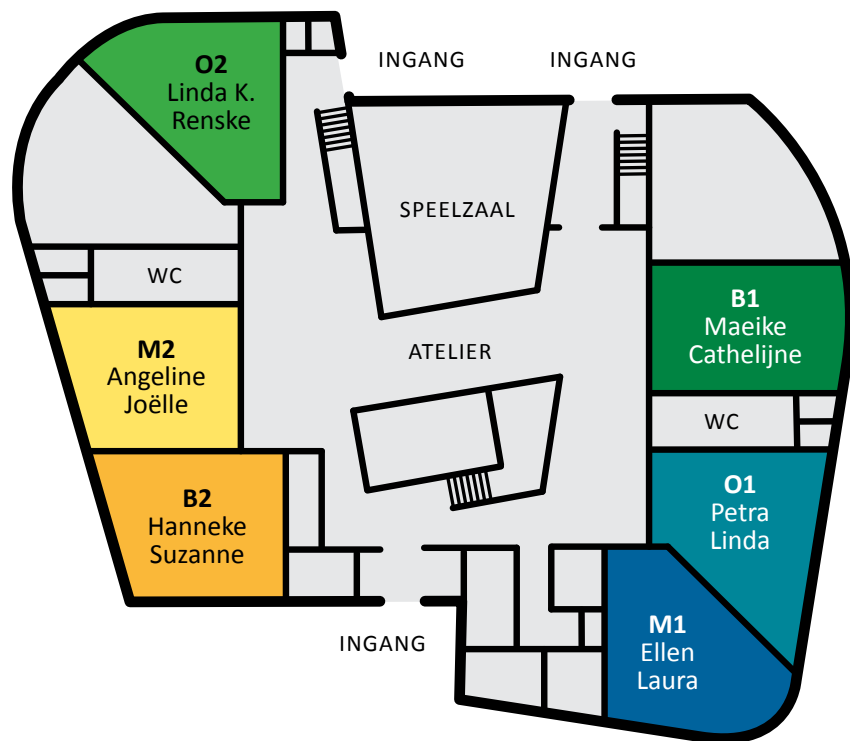 INGANG
INGANG
O2
Linda K.
Renske
SPEELZAAL
WC
B1
Maeike
Cathelijne
M2
Angeline
Joëlle
ATELIER
WC
B2
Hanneke
Suzanne
O1
Petra
Linda
INGANG
M1
Ellen
Laura